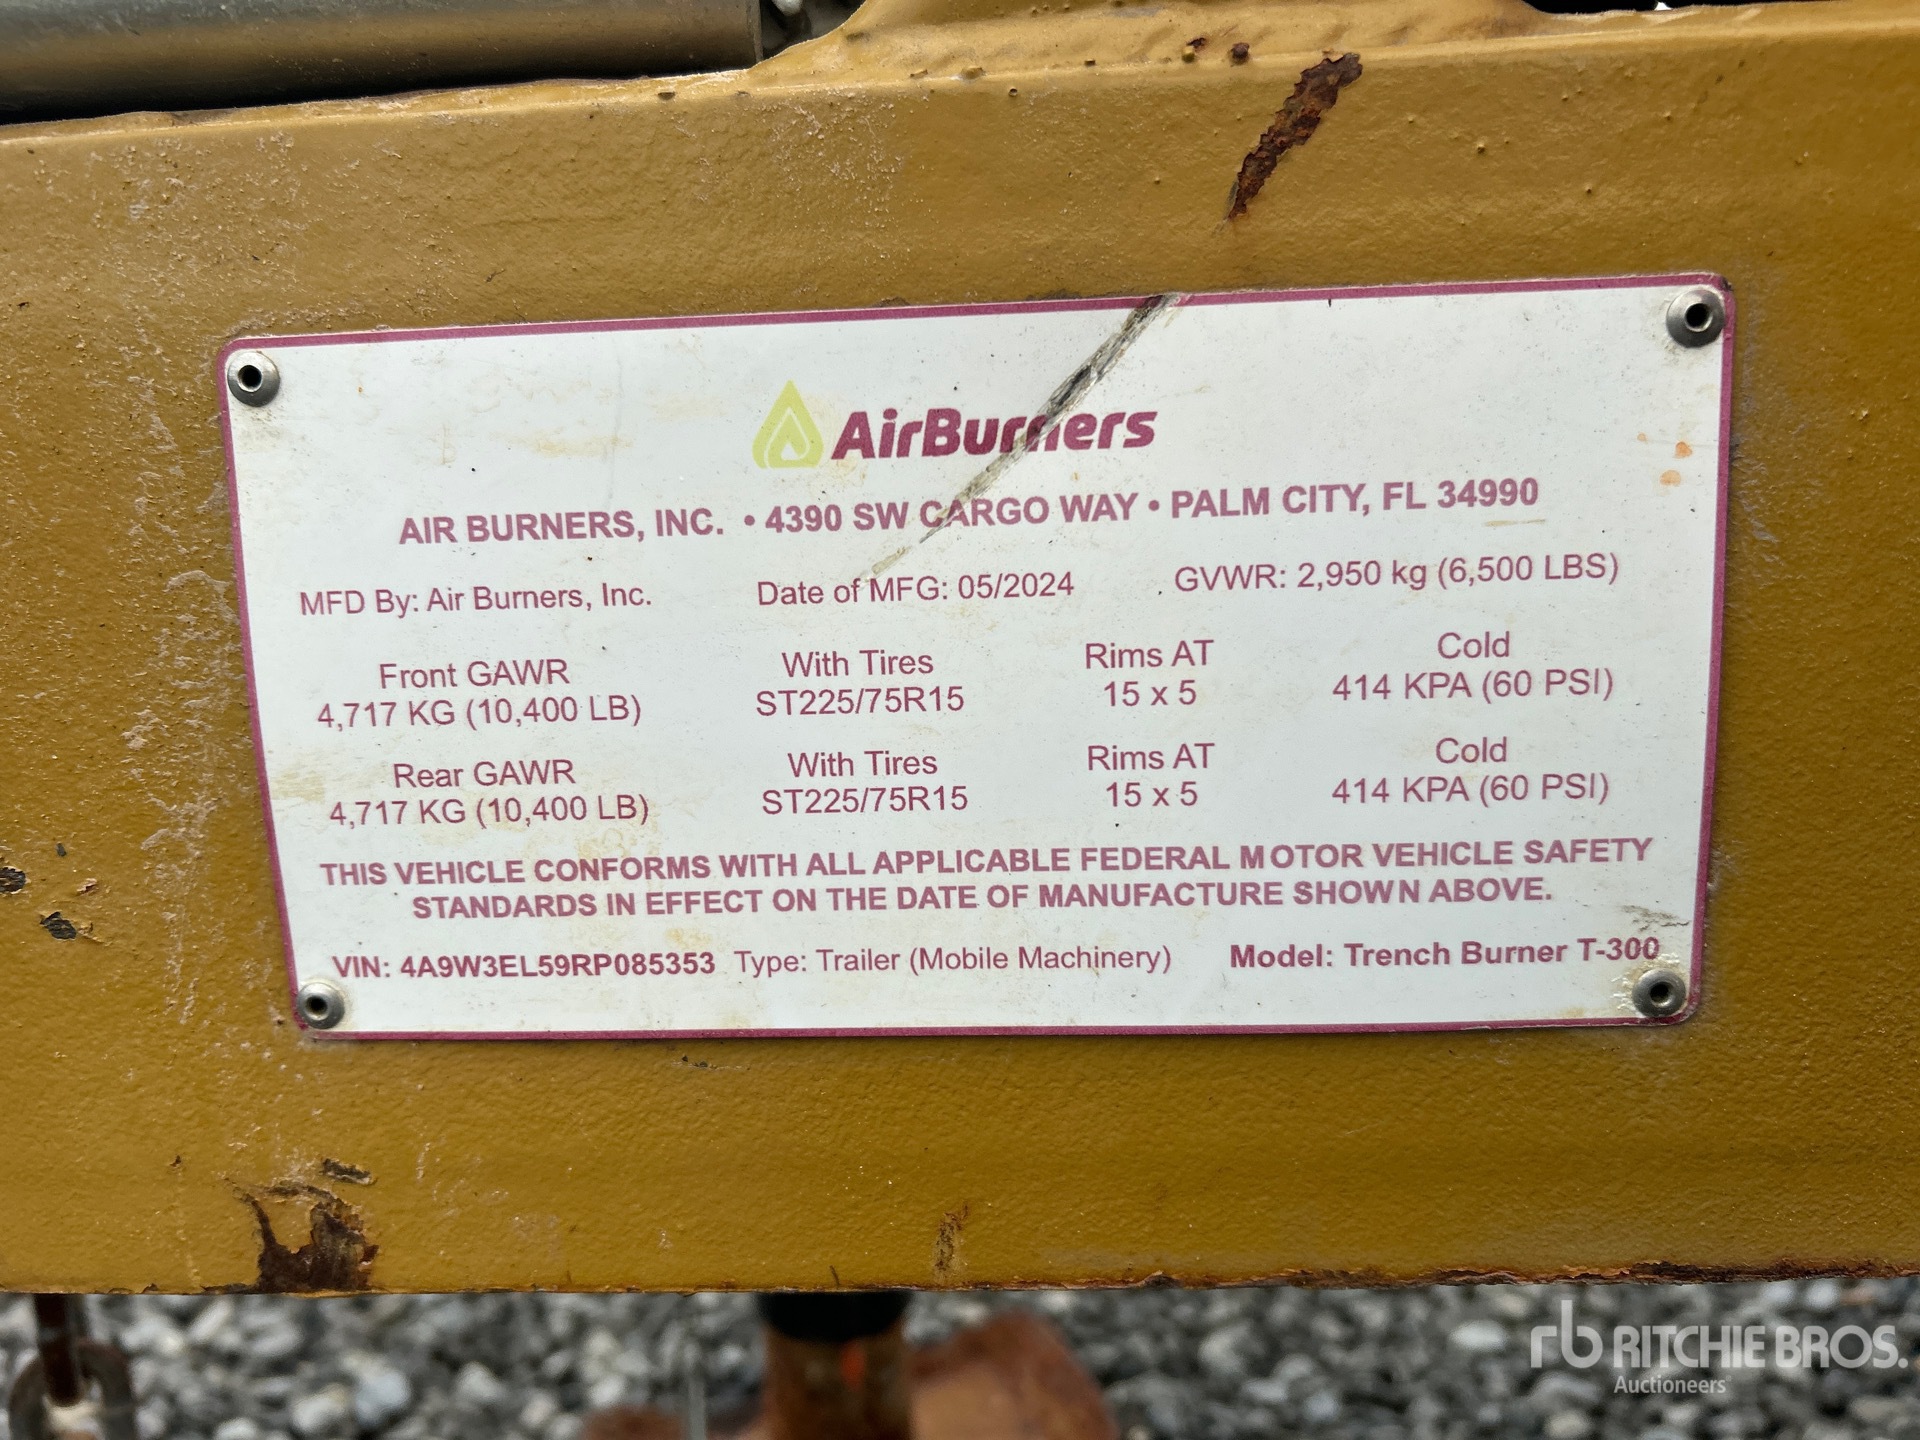 AirBurners
AIR BURNERS, INC. • 4390 SW CARGO WAY • PALM CITY, FL 34990
MFD By: Air Burners, Inc. Date of MFG: 05/2024 GVWR: 2,950 kg (6,500 LBS)
Front GAWR With Tires Rims AT Cold
4,717 KG (10,400 LB) ST225/75R15 15 x 5 414 KPA (60 PSI)
Rear GAWR With Tires Rims AT Cold
4,717 KG (10,400 LB) ST225/75R15 15 x 5 414 KPA (60 PSI)
THIS VEHICLE CONFORMS WITH ALL APPLICABLE FEDERAL MOTOR VEHICLE SAFETY
STANDARDS IN EFFECT ON THE DATE OF MANUFACTURE SHOWN ABOVE.
VIN: 4A9W3EL59RP085353 Type: Trailer (Mobile Machinery) Model: Trench Burner T-300
rb RITCHIE BROS.
Auctioneers